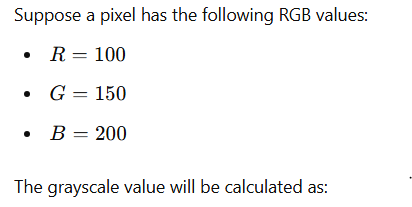 Suppose a pixel has the following RGB values:
• R = 100
• G = 150
• B = 200
The grayscale value will be calculated as: